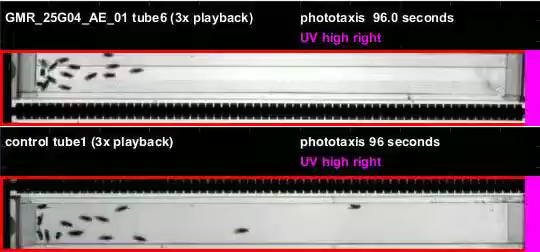 GMR_25G04_AE_01 tube6 (3x playback) phototaxis 96.0 seconds
UV high right
control tube1 (3x playback) phototaxis 96 seconds
UV high right